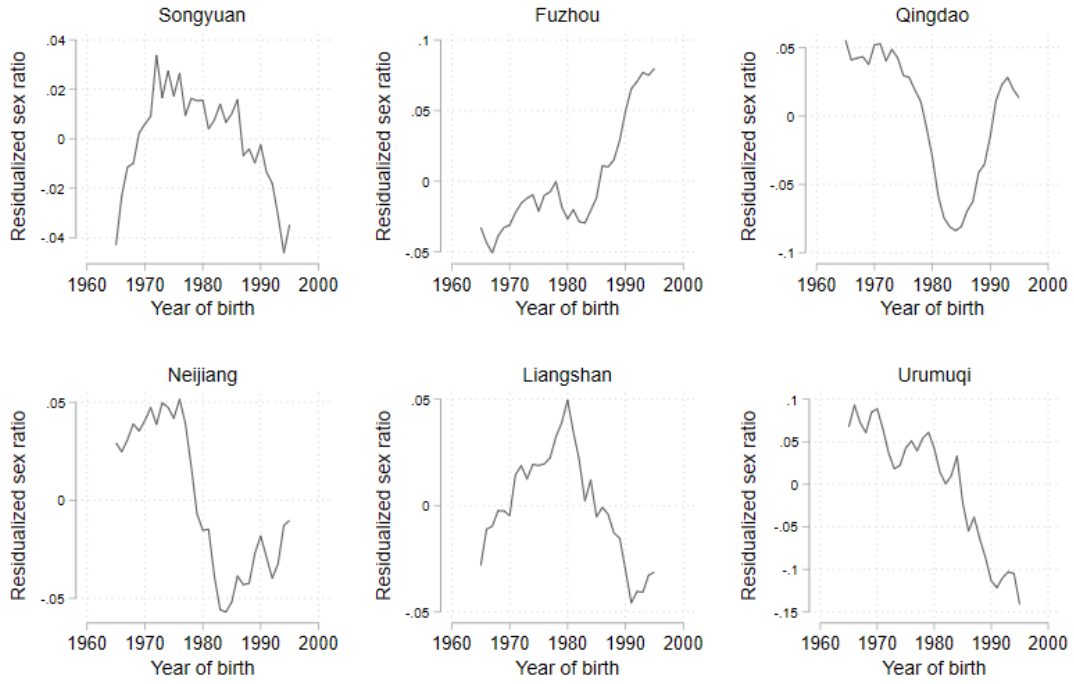 Songyuan
Fuzhou
Qingdao
Residualized sex ratio
.04
.02
0
-.02
-.04
1960 1970 1980 1990 2000
Year of birth
Residualized sex ratio
.1
.05
0
-.05
1960 1970 1980 1990 2000
Year of birth
Residualized sex ratio
.05
0
-.05
-.1
1960 1970 1980 1990 2000
Year of birth
Neijiang
Liangshan
Urumuqi
Residualized sex ratio
.05
0
-.05
1960 1970 1980 1990 2000
Year of birth
Residualized sex ratio
.05
0
-.05
1960 1970 1980 1990 2000
Year of birth
Residualized sex ratio
.1
.05
0
-.05
-.1
-.15
1960 1970 1980 1990 2000
Year of birth